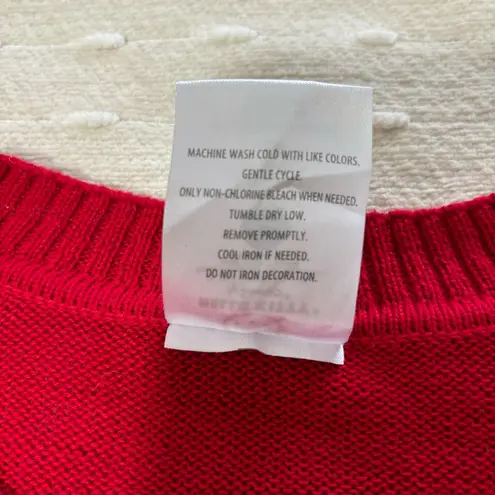 MACHINE WASH COLD WITH LIKE COLORS.
GENTLE CYCLE.
ONLY NON-CHLORINE BLEACH WHEN NEEDED.
TUMBLE DRY LOW.
REMOVE PROMPTLY.
COOL IRON IF NEEDED.
DO NOT IRON DECORATION.